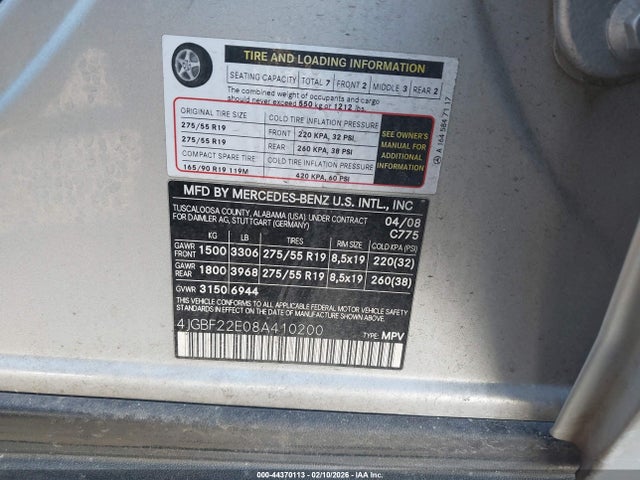 TIRE AND LOADING INFORMATION
SEATING CAPACITY TOTAL 7 FRONT 2 MIDDLE 3 REAR 2
The combined weight of occupants and cargo
should never exceed 550 kg or 1212 lbs.
ORIGINAL TIRE SIZE COLD TIRE INFLATION PRESSURE
275/55 R19 FRONT 220 KPA, 32 PSI
275/55 R19 REAR 260 KPA, 38 PSI
COMPACT SPARE TIRE COLD TIRE INFLATION PRESSURE
165/90 R19 119M 420 KPA, 60 PSI
SEE OWNER'S
MANUAL FOR
ADDITIONAL
INFORMATION
A 164 584 71 17
MFD BY MERCEDES-BENZ U.S. INTL., INC
TUSCALOOSA COUNTY, ALABAMA (USA) UNDER CONTRACT 04/08
FOR DAIMLER AG, STUTTGART (GERMANY) C775
KG LB TIRES RIM SIZE COLD KPA (PSI)
GAWR FRONT 1500 3306 275/55 R19 8,5x19 220(32)
GAWR REAR 1800 3968 275/55 R19 8,5x19 260(38)
GVWR 3150 6944
THIS VEHICLE CONFORMS TO ALL APPLICABLE FEDERAL MOTOR VEHICLE
SAFETY STANDARDS IN EFFECT ON THE DATE OF MANUFACTURE SHOWN ABOVE.
4JGBF22E08A410200
TYPE: MPV
000-44370113 - 02/10/2026 - IAA Inc.